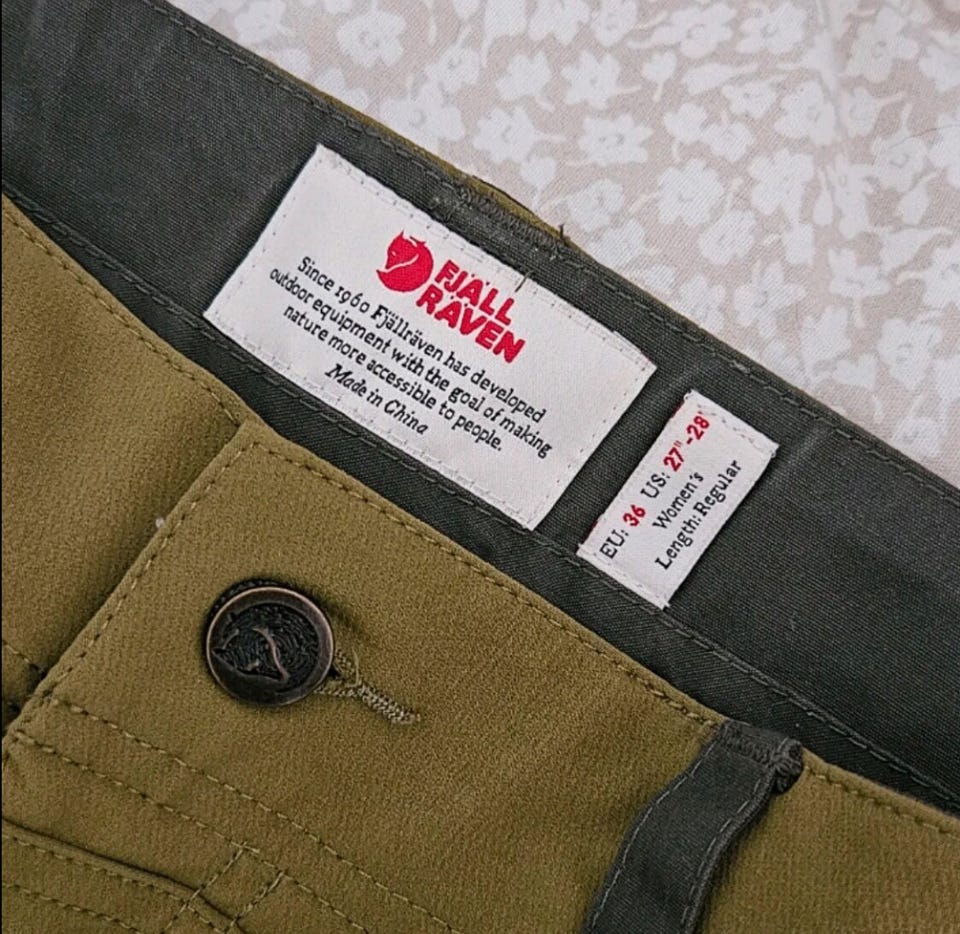 FJÄLL
RÄVEN
Since 1960 Fjällräven has developed
outdoor equipment with the goal of making
nature more accessible to people.
Made in China
EU: 36 US: 27"-28"
Women's
Length: Regular